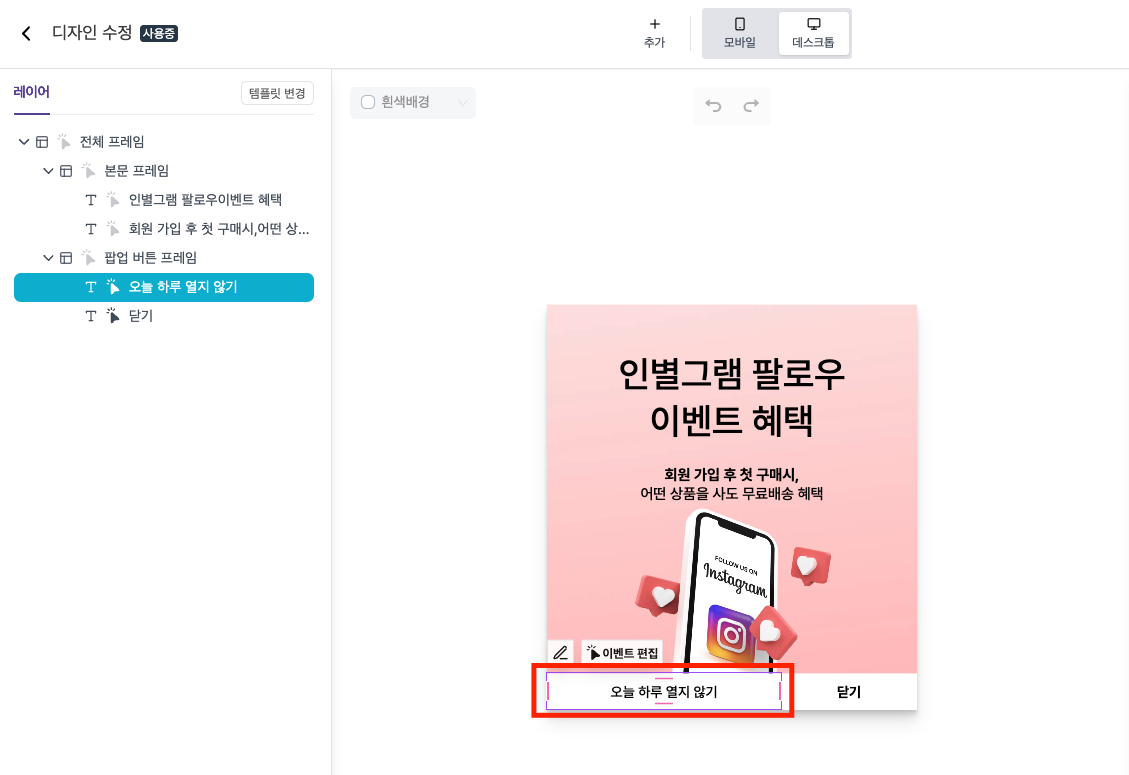 디자인 수정 사용중
추가
모바일
데스크톱
레이어
템플릿 변경
전체 프레임
본문 프레임
인별그램 팔로우이벤트 혜택
회원 가입 후 첫 구매시,어떤 상...
팝업 버튼 프레임
오늘 하루 열지 않기
닫기
흰색배경
인별그램 팔로우
이벤트 혜택
회원 가입 후 첫 구매시,
어떤 상품을 사도 무료배송 혜택
FOLLOW US ON
Instagram
이벤트 편집
오늘 하루 열지 않기
닫기